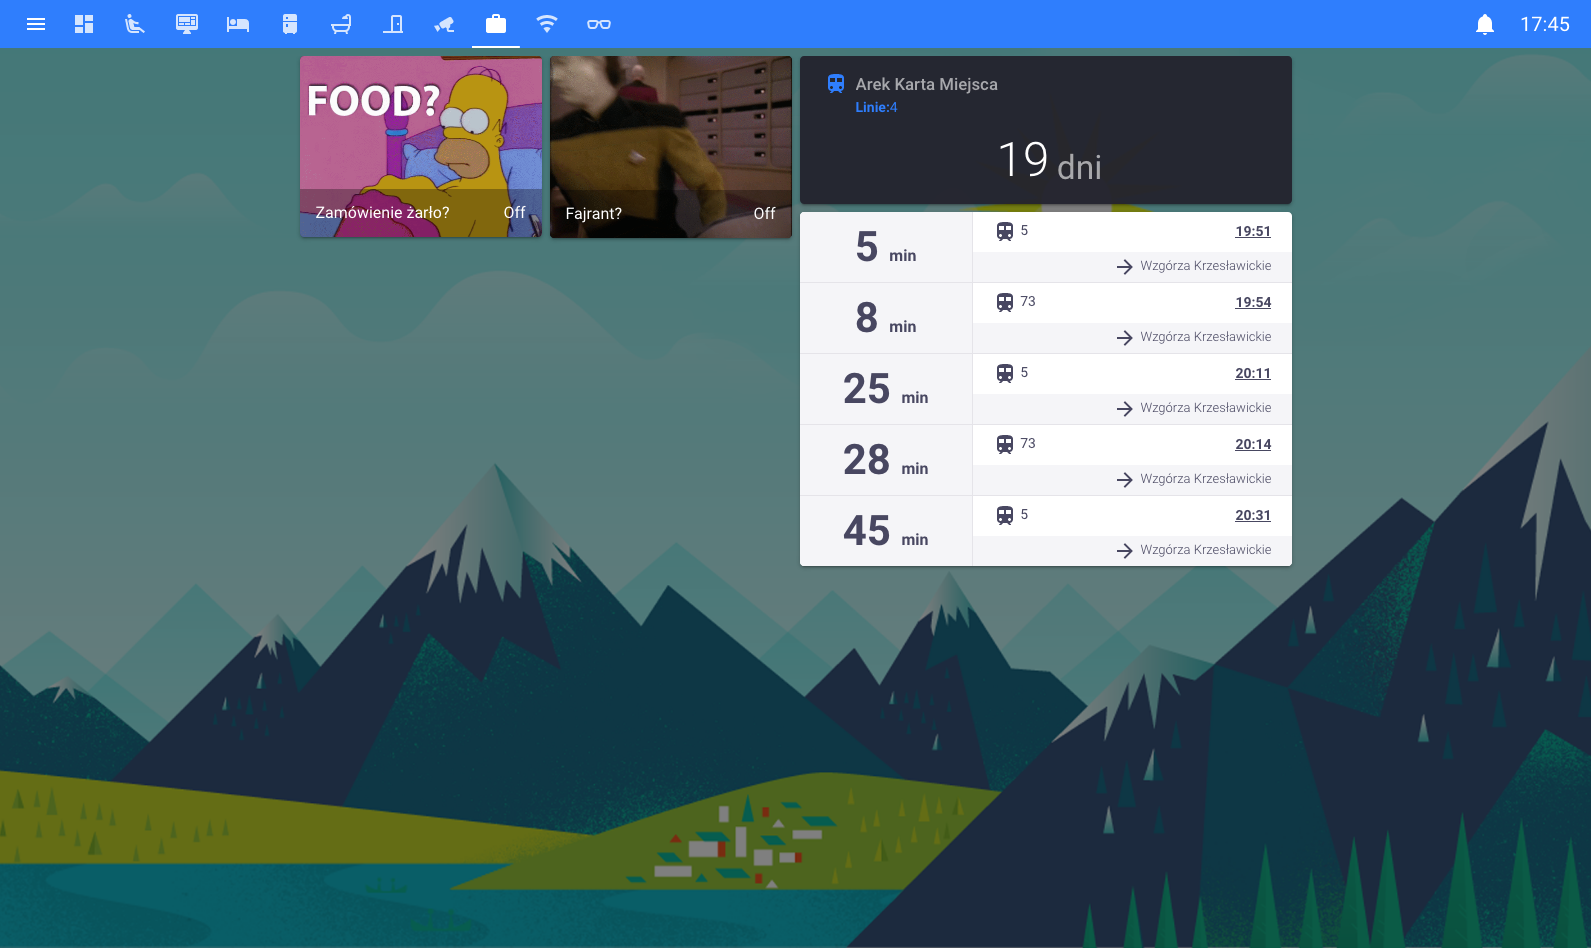 17:45
FOOD?
Zamówienie żarło? Off
Fajrant? Off
Arek Karta Miejsca
Linie:4
19 dni
5 min
5 19:51
Wzgórza Krzesławickie
8 min
73 19:54
Wzgórza Krzesławickie
25 min
5 20:11
Wzgórza Krzesławickie
28 min
73 20:14
Wzgórza Krzesławickie
45 min
5 20:31
Wzgórza Krzesławickie